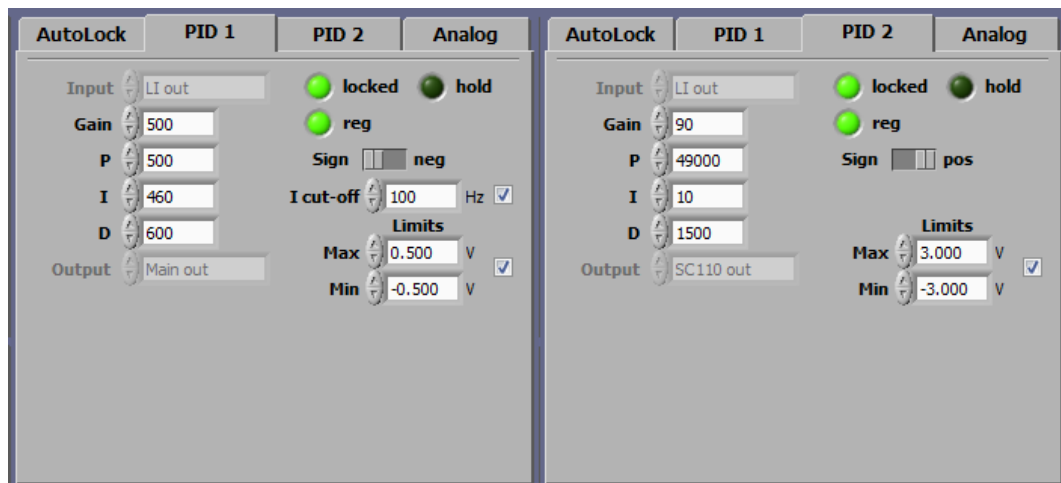 AutoLock PID 1 PID 2 Analog
Input LI out locked hold
Gain 500 reg
P 500 Sign neg
I 460 I cut-off 100 Hz
D 600 Limits
Max 0.500 V
Output Main out
Min -0.500 V
AutoLock PID 1 PID 2 Analog
Input LI out locked hold
Gain 90 reg
P 49000 Sign pos
I 10
D 1500 Limits
Max 3.000 V
Output SC110 out
Min -3.000 V